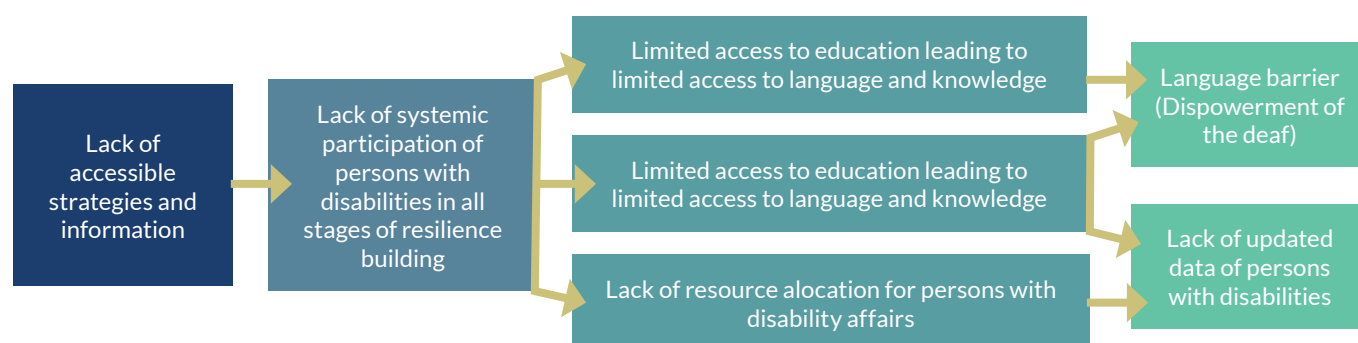 Lack of
accessible
strategies and
information
Lack of systemic
participation of
persons with
disabilities in all
stages of resilience
building
Limited access to education leading to
limited access to language and knowledge
Limited access to education leading to
limited access to language and knowledge
Lack of resource alocation for persons with
disability affairs
Language barrier
(Dispowerment of
the deaf)
Lack of updated
data of persons
with disabilities